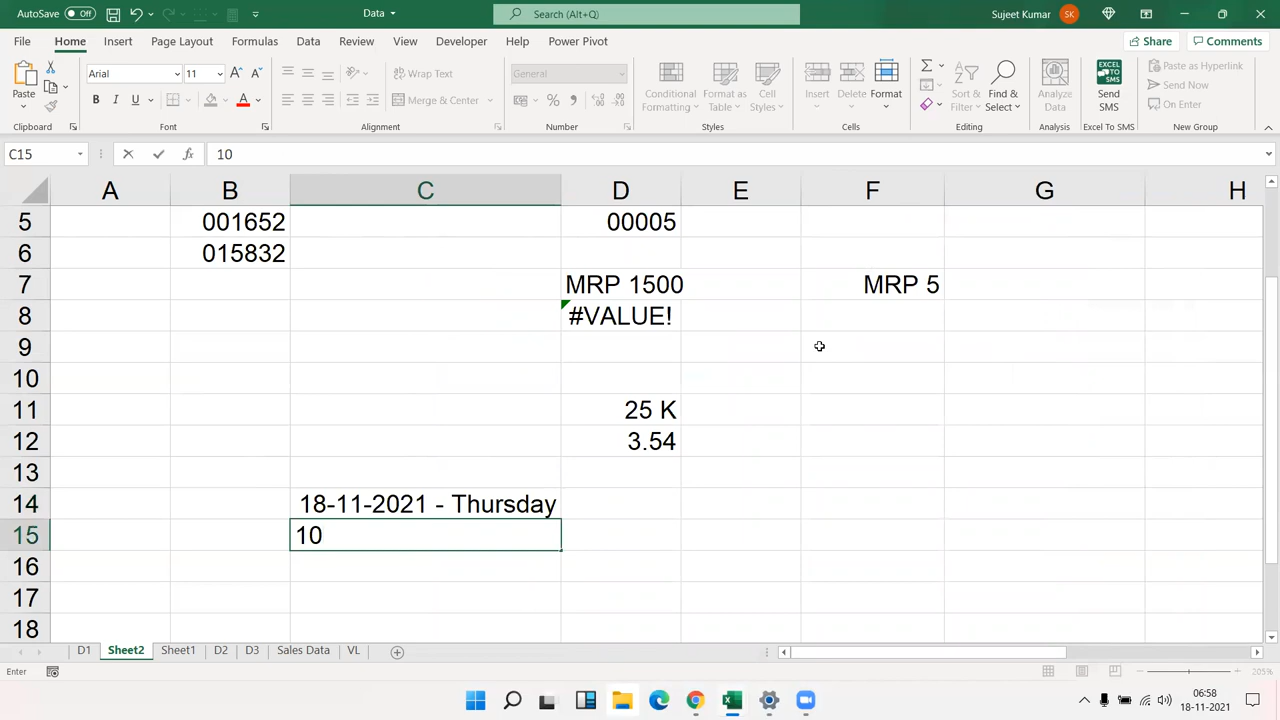 AutoSave Off Data Search (Alt+Q) Sujeet Kumar SK
File Home Insert Page Layout Formulas Data Review View Developer Help Power Pivot Share Comments
Paste Arial 11 Wrap Text General Conditional Formatting Format as Table Cell Styles Insert Delete Format Sort & Filter Find & Select Analyze Data Send SMS Paste as Hyperlink
B I U A Merge & Center % Send Now
On Enter
Clipboard Font Alignment Number Styles Cells Editing Analysis Excel To SMS New Group
C15 fx 10
A B C D E F G H
5 001652 00005
6 015832
7 MRP 1500 MRP 5
8 #VALUE!
9
10
11 25 K
12 3.54
13
14 18-11-2021 - Thursday
15 10
16
17
18
D1 Sheet2 Sheet1 D2 D3 Sales Data VL
Enter 205%
06:58
18-11-2021